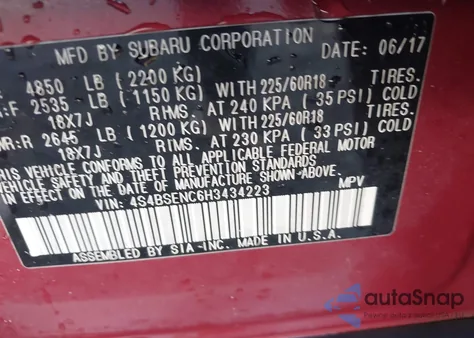 MFD BY SUBARU CORPORATION DATE: 06/17
: 4850 LB (2200 KG)
:F 2535 LB (1150 KG) WITH 225/60R18 TIRES.
18X7J RIMS. AT 240 KPA (35 PSI) COLD
:R 2645 LB (1200 KG) WITH 225/60R18 TIRES.
18X7J RIMS. AT 230 KPA (33 PSI) COLD
THIS VEHICLE CONFORMS TO ALL APPLICABLE FEDERAL MOTOR
VEHICLE SAFETY AND THEFT PREVENTION STANDARDS
IN EFFECT ON THE DATE OF MANUFACTURE SHOWN ABOVE.
VIN: 4S4BSENC6H3434223 MPV
ASSEMBLED BY SIA-INC. MADE IN U.S.A.
autoSnap